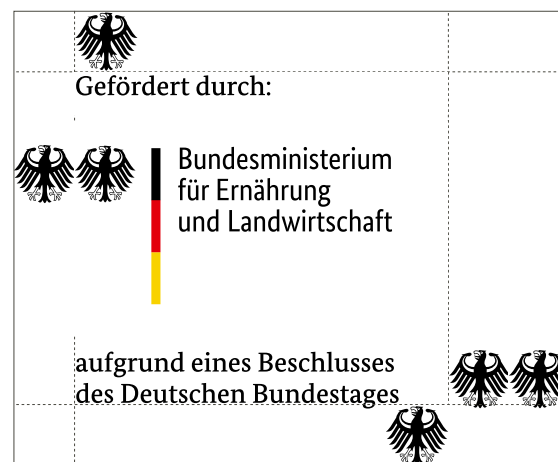 Gefördert durch:
Bundesministerium
für Ernährung
und Landwirtschaft
aufgrund eines Beschlusses
des Deutschen Bundestages